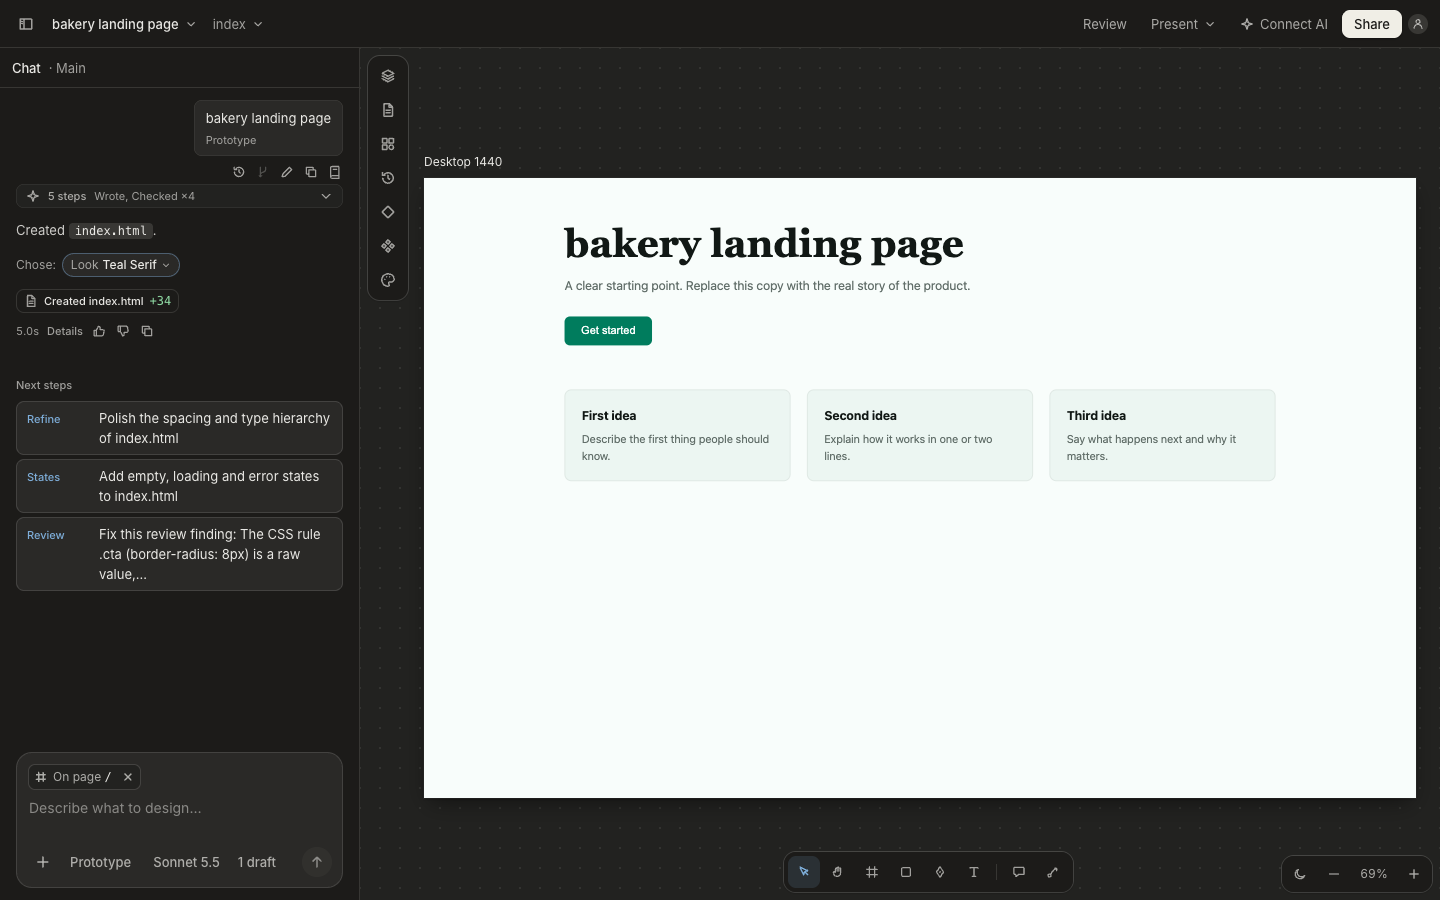 bakery landing page
index
Review
Present
Connect AI
Share
Chat · Main
bakery landing page
Prototype
5 steps Wrote, Checked ×4
Created index.html.
Chose: Look Teal Serif
Created index.html +34
5.0s Details
Next steps
Refine
Polish the spacing and type hierarchy
of index.html
States
Add empty, loading and error states
to index.html
Review
Fix this review finding: The CSS rule
.cta (border-radius: 8px) is a raw
value,...
On page /
Describe what to design...
Prototype
Sonnet 5.5
1 draft
Desktop 1440
bakery landing page
A clear starting point. Replace this copy with the real story of the product.
Get started
First idea
Describe the first thing people should
know.
Second idea
Explain how it works in one or two
lines.
Third idea
Say what happens next and why it
matters.
69%